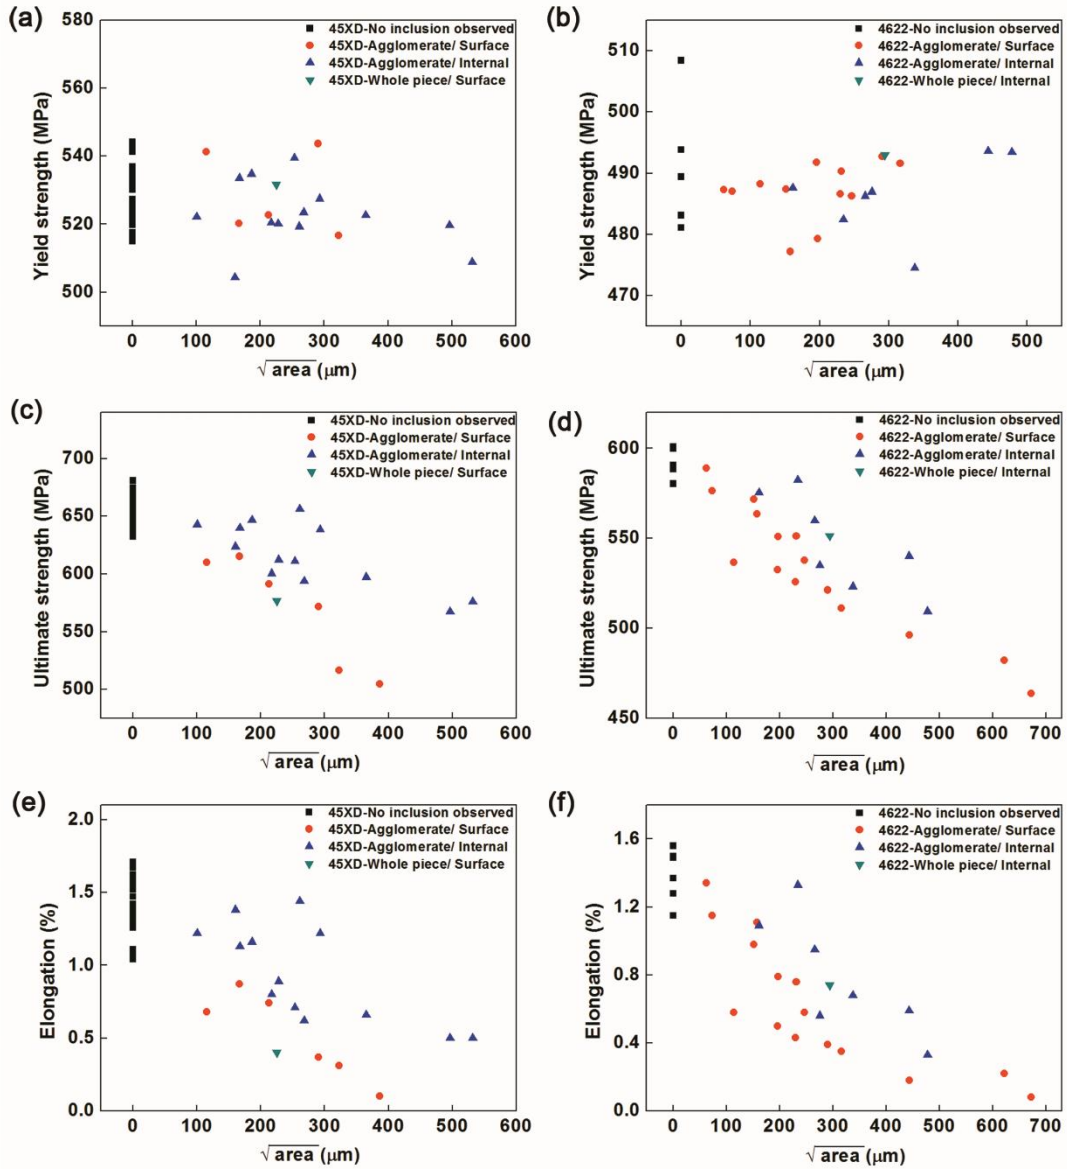 (a)
580
560
540
520
500
Yield strength (MPa)
45XD-No inclusion observed
45XD-Agglomerate/ Surface
45XD-Agglomerate/ Internal
45XD-Whole piece/ Surface
0 100 200 300 400 500 600
√area (μm)
(b)
510
500
490
480
470
Yield strength (MPa)
4622-No inclusion observed
4622-Agglomerate/ Surface
4622-Agglomerate/ Internal
4622-Whole piece/ Internal
0 100 200 300 400 500
√area (μm)
(c)
700
650
600
550
500
Ultimate strength (MPa)
45XD-No inclusion observed
45XD-Agglomerate/ Surface
45XD-Agglomerate/ Internal
45XD-Whole piece/ Surface
0 100 200 300 400 500 600
√area (μm)
(d)
600
550
500
450
Ultimate strength (MPa)
4622-No inclusion observed
4622-Agglomerate/ Surface
4622-Agglomerate/ Internal
4622-Whole piece/ Internal
0 100 200 300 400 500 600 700
√area (μm)
(e)
2.0
1.5
1.0
0.5
0.0
Elongation (%)
45XD-No inclusion observed
45XD-Agglomerate/ Surface
45XD-Agglomerate/ Internal
45XD-Whole piece/ Surface
0 100 200 300 400 500 600
√area (μm)
(f)
1.6
1.2
0.8
0.4
0.0
Elongation (%)
4622-No inclusion observed
4622-Agglomerate/ Surface
4622-Agglomerate/ Internal
4622-Whole piece/ Internal
0 100 200 300 400 500 600 700
√area (μm)